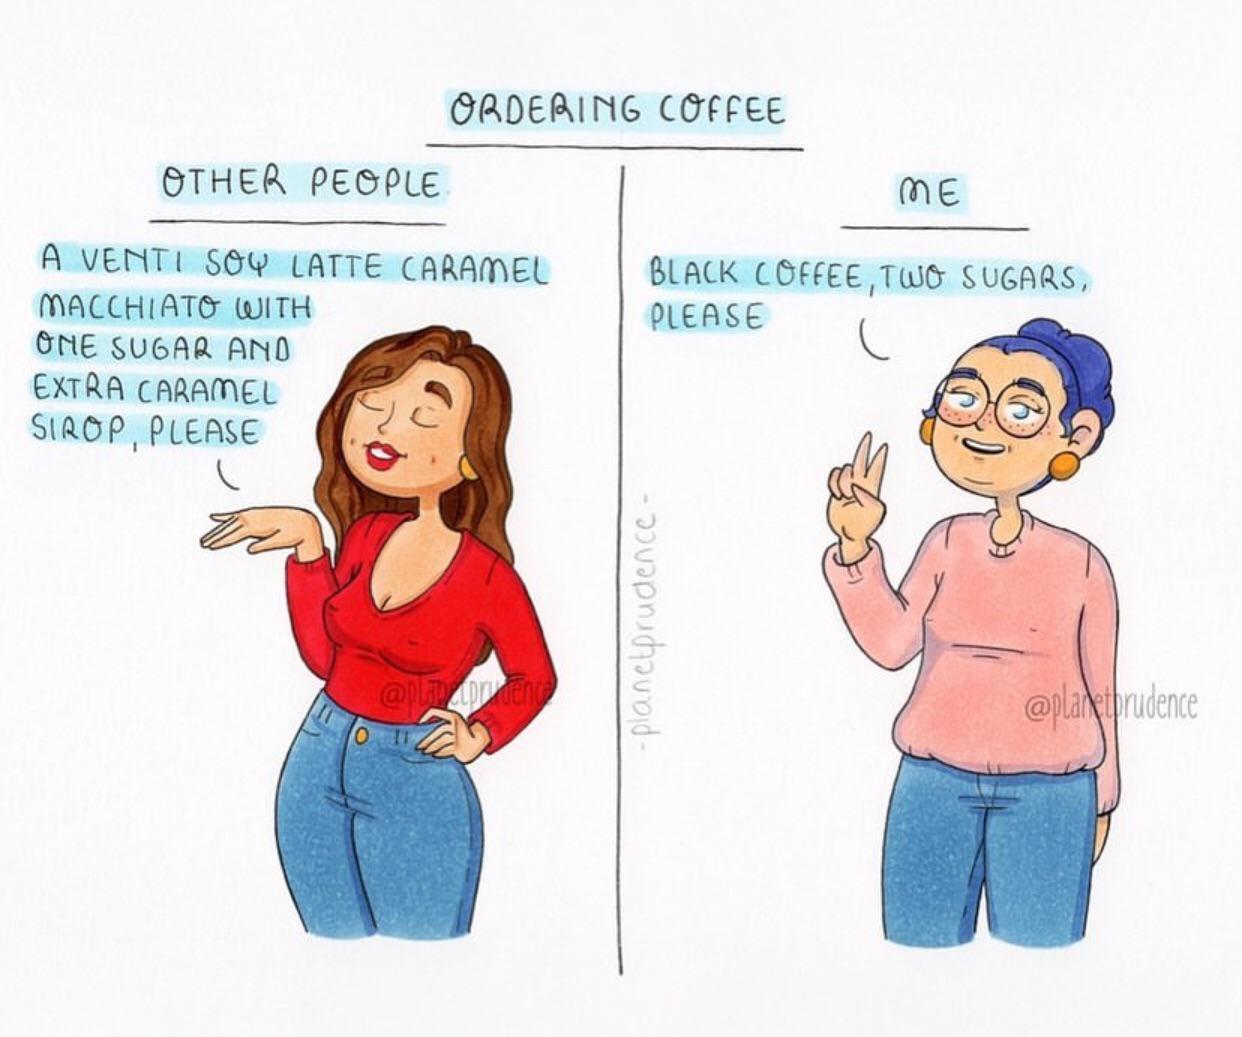 ORDERING COFFEE
OTHER PEOPLE
A VENTI SOY LATTE CARAMEL
MACCHIATO WITH
ONE SUGAR AND
EXTRA CARAMEL
SIROP, PLEASE
@planetprudence
-planetprudence-
ME
BLACK COFFEE, TWO SUGARS,
PLEASE
@planetprudence